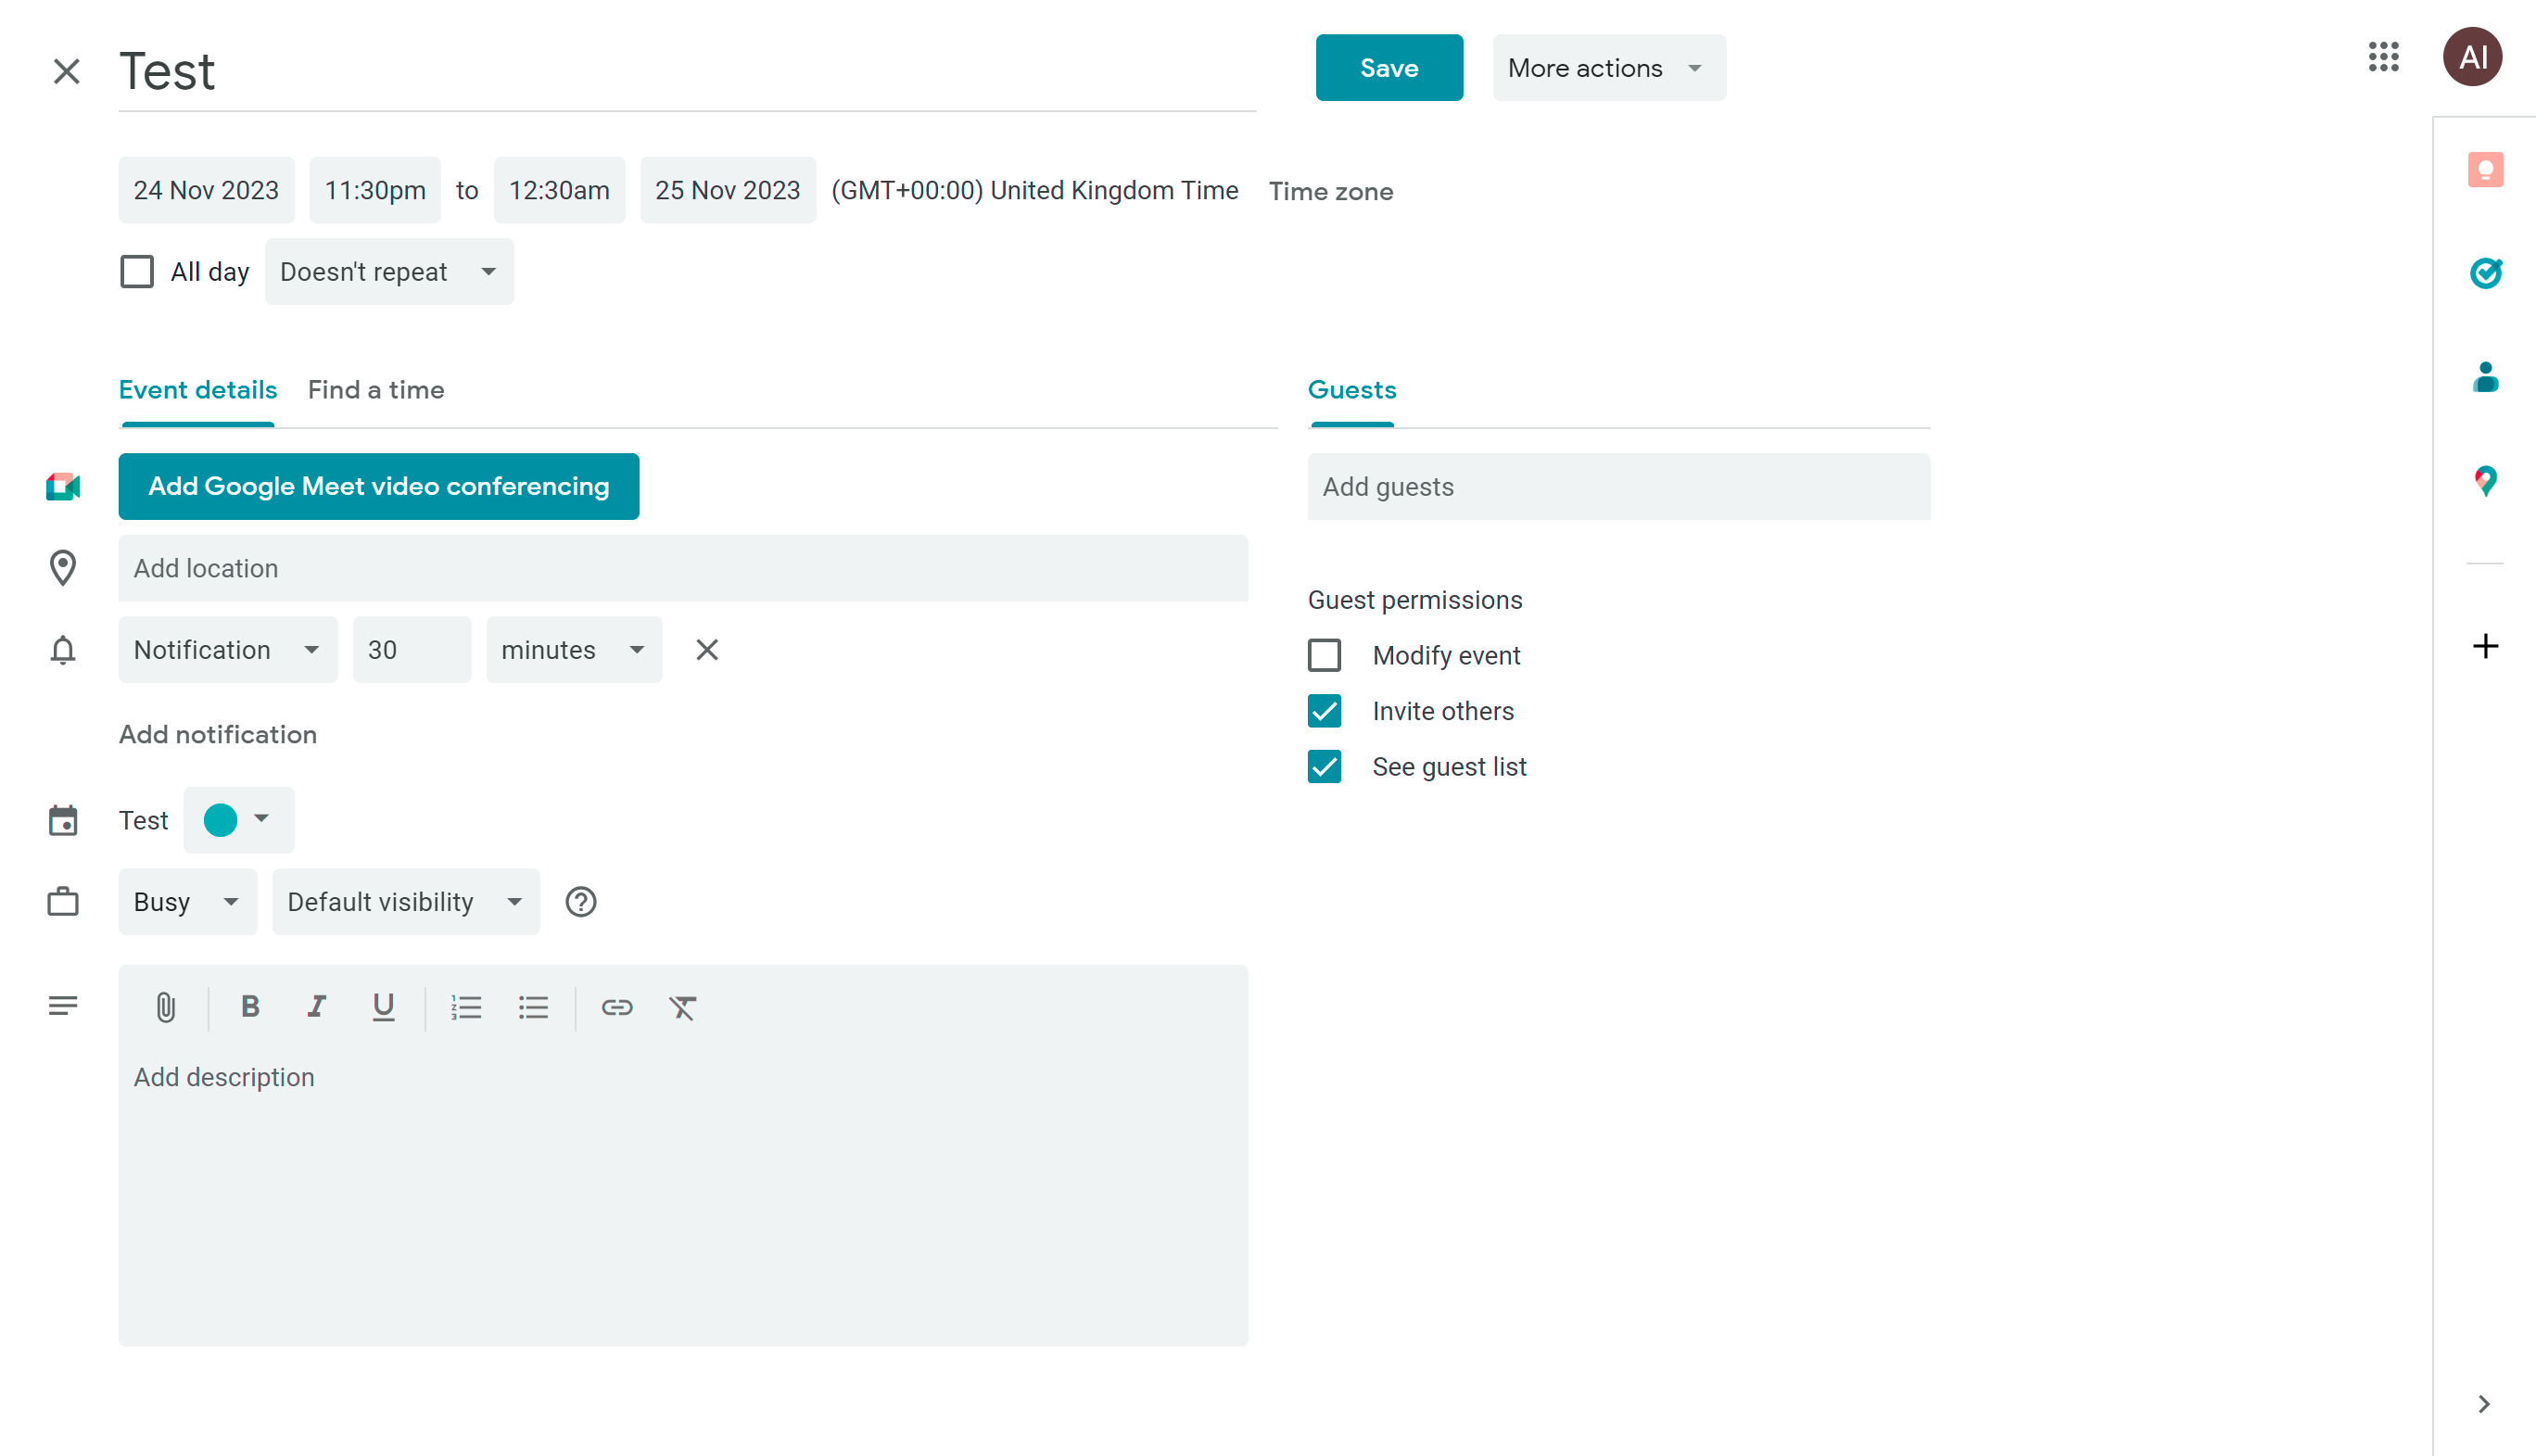 Test
Save
More actions
AI
24 Nov 2023 11:30pm to 12:30am 25 Nov 2023 (GMT+00:00) United Kingdom Time Time zone
All day Doesn't repeat
Event details Find a time
Guests
Add Google Meet video conferencing
Add guests
Add location
Guest permissions
Notification 30 minutes
Modify event
Invite others
Add notification
See guest list
Test
Busy Default visibility
B I U
Add description